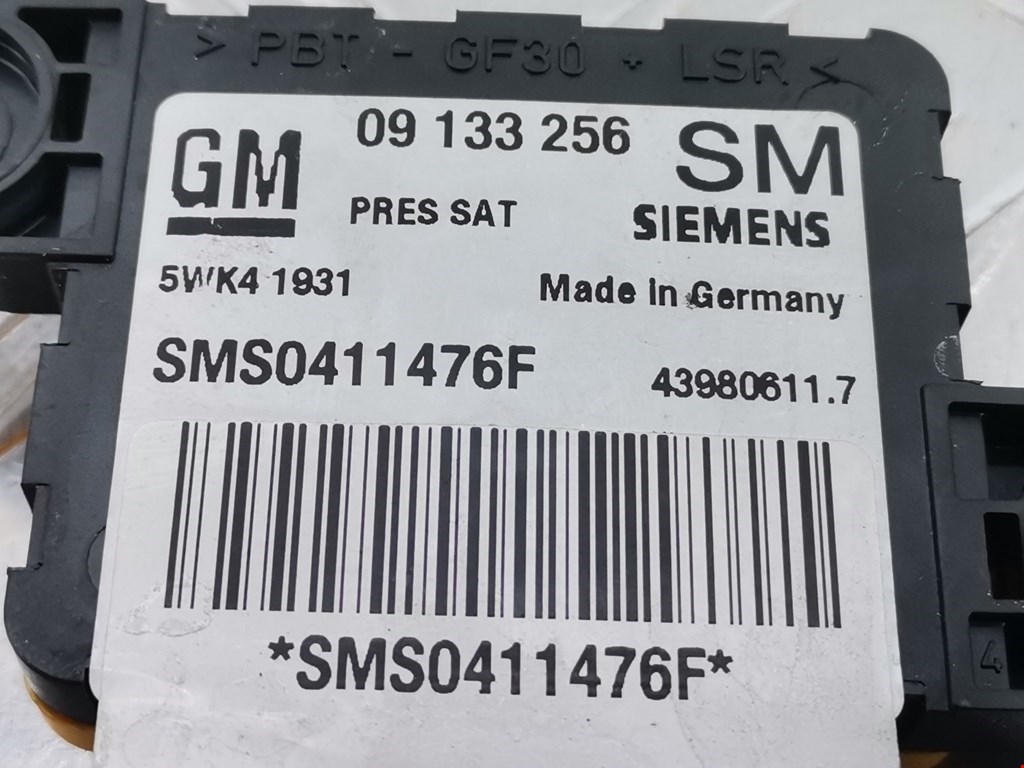 > PBT - GF30 + LSR <
GM 09 133 256 SM
PRES SAT SIEMENS
5WK4 1931 Made in Germany
SMS0411476F 43980611.7
*SMS0411476F*
4